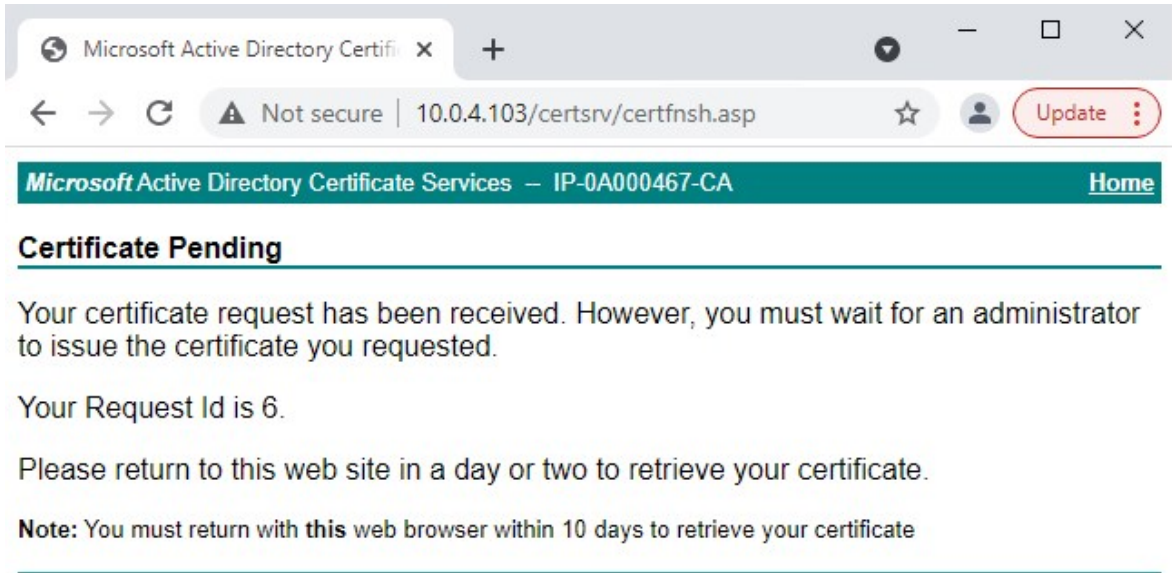 Microsoft Active Directory Certifi
Not secure | 10.0.4.103/certsrv/certfnsh.asp
Update
Microsoft Active Directory Certificate Services -- IP-0A000467-CA Home
Certificate Pending
Your certificate request has been received. However, you must wait for an administrator
to issue the certificate you requested.
Your Request Id is 6.
Please return to this web site in a day or two to retrieve your certificate.
Note: You must return with this web browser within 10 days to retrieve your certificate